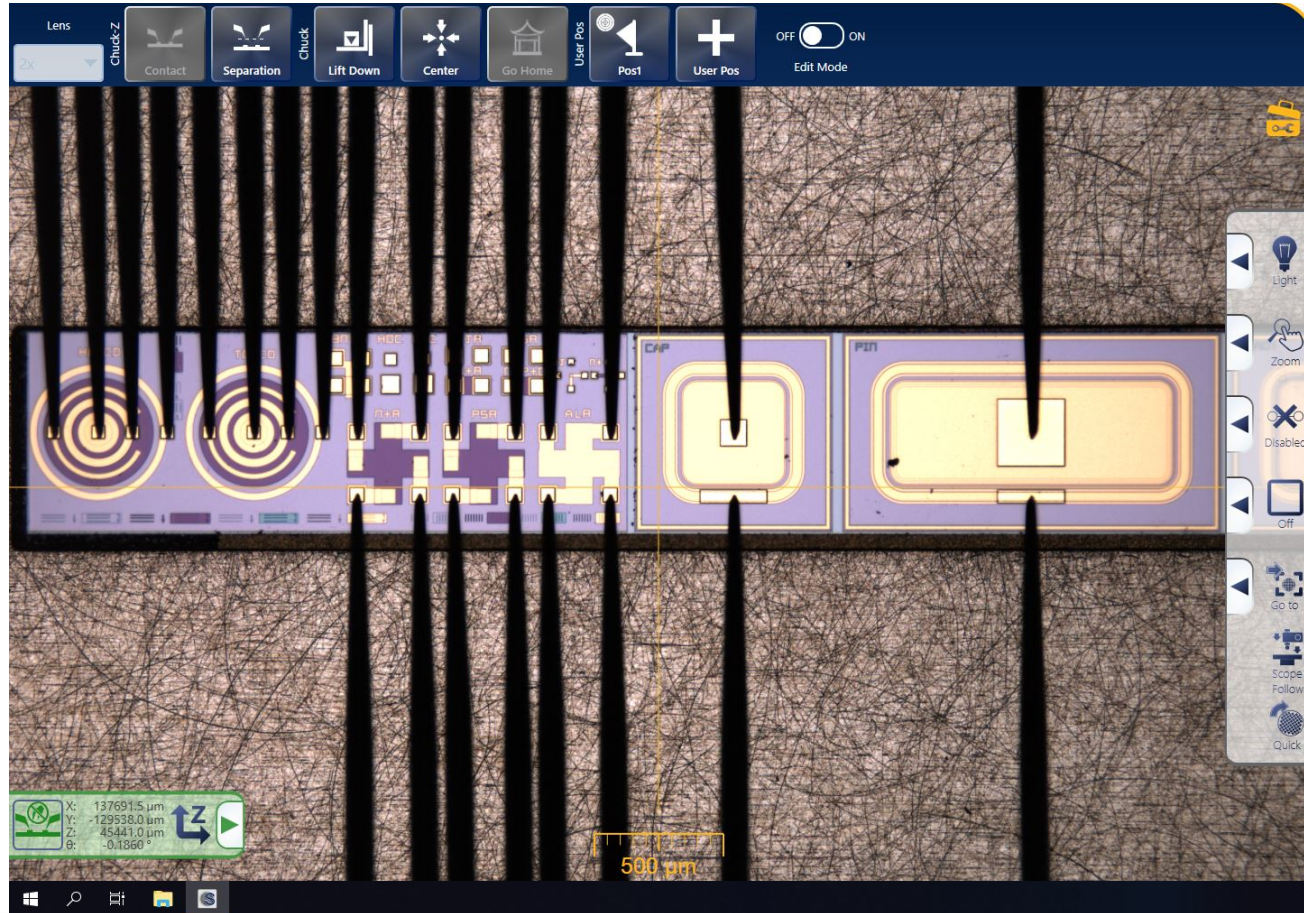 Lens
2x
Chuck-Z
Contact
Separation
Chuck
Lift Down
Center
Go Home
User Pos
Pos1
User Pos
OFF
ON
Edit Mode
Light
Zoom
Disabled
Off
Go to
Scope
Follow
Quick
CAP
PIN
N+R
PSR
ALR
X: 137691.5 µm
Y: -129538.0 µm
Z: 45441.0 µm
θ: -0.1860 °
Z
500 µm